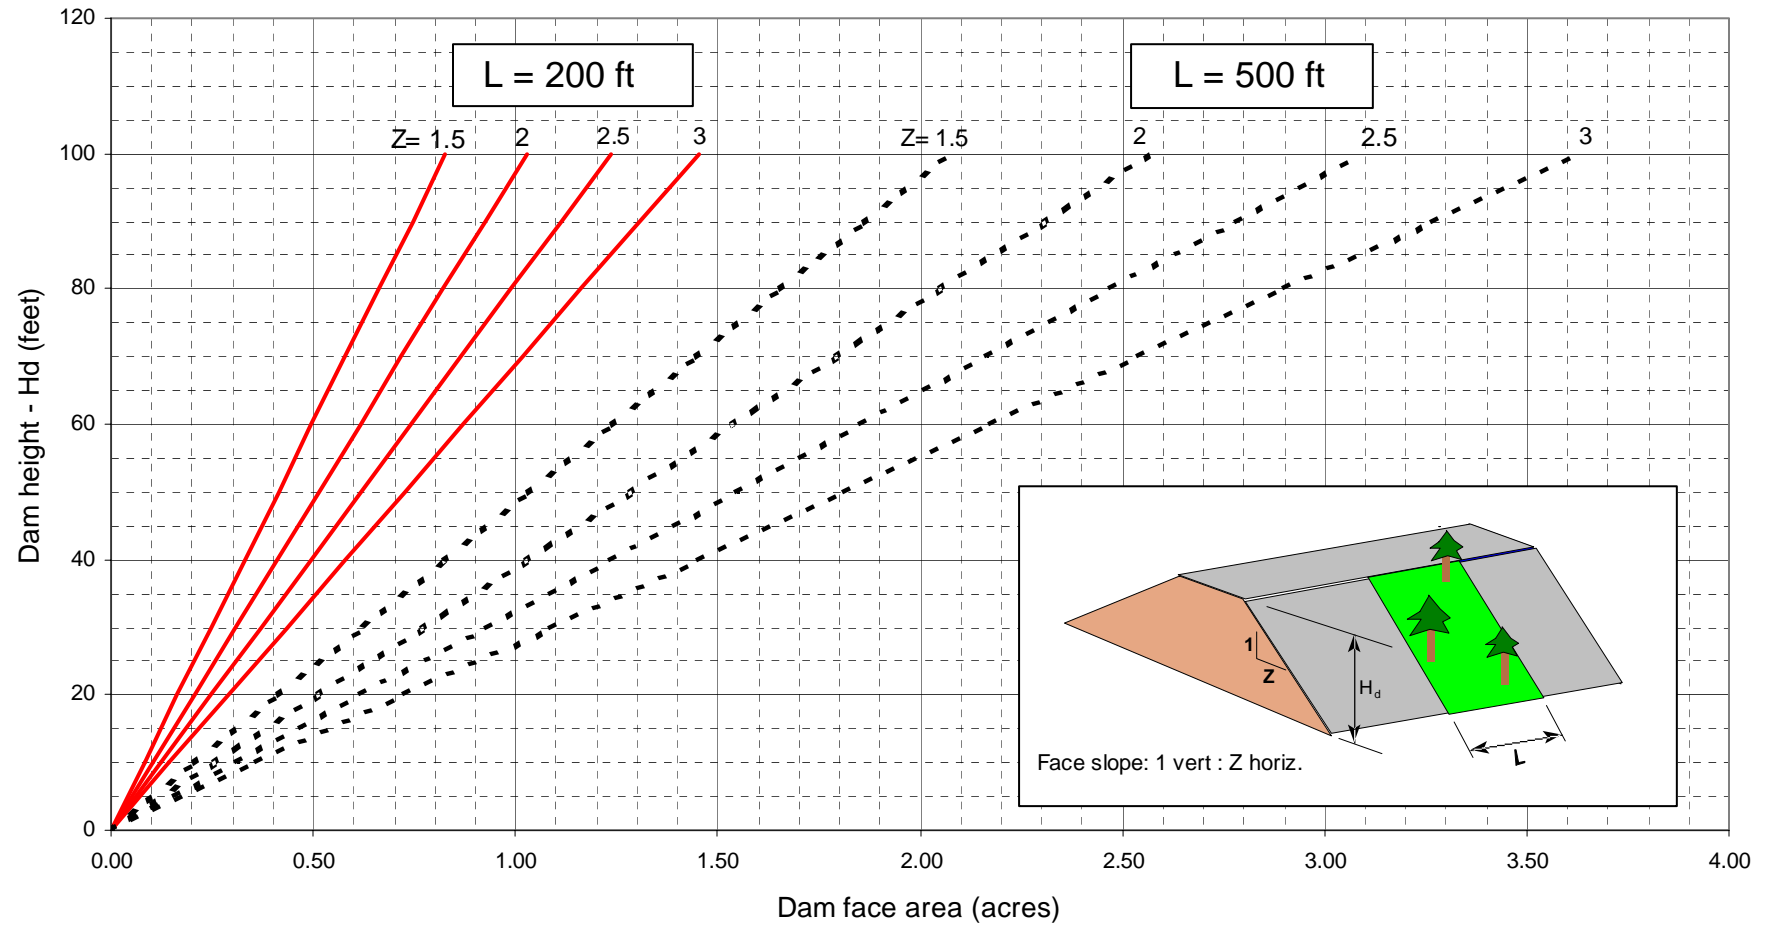 120
L = 200 ft
L = 500 ft
Z= 1.5
2
2.5
3
Z= 1.5
2
2.5
3
100
80
60
40
20
0
Dam height - Hd (feet)
1
Z
Hd
L
Face slope: 1 vert : Z horiz.
0.00
0.50
1.00
1.50
2.00
2.50
3.00
3.50
4.00
Dam face area (acres)